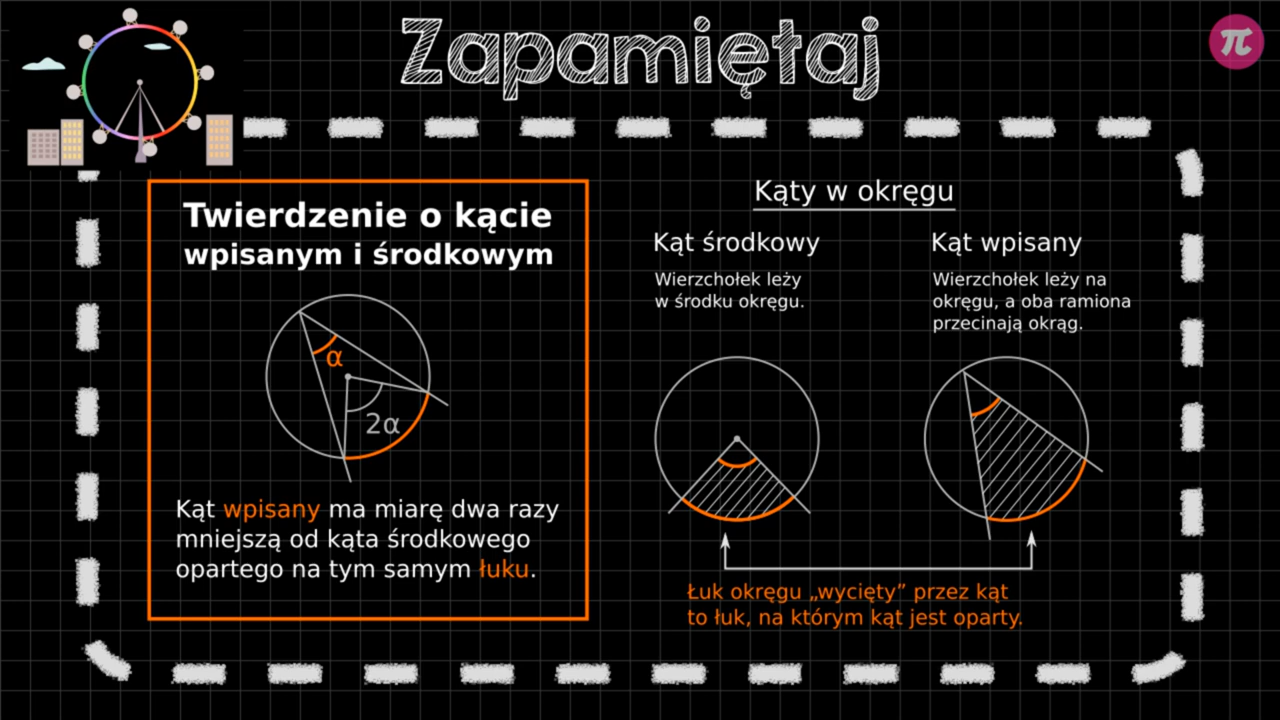 Zapamiętaj
π
Twierdzenie o kącie
wpisanym i środkowym
α
2α
Kąt wpisany ma miarę dwa razy
mniejszą od kąta środkowego
opartego na tym samym łuku.
Kąty w okręgu
Kąt środkowy
Wierzchołek leży
w środku okręgu.
Kąt wpisany
Wierzchołek leży na
okręgu, a oba ramiona
przecinają okrąg.
Łuk okręgu „wycięty” przez kąt
to łuk, na którym kąt jest oparty.